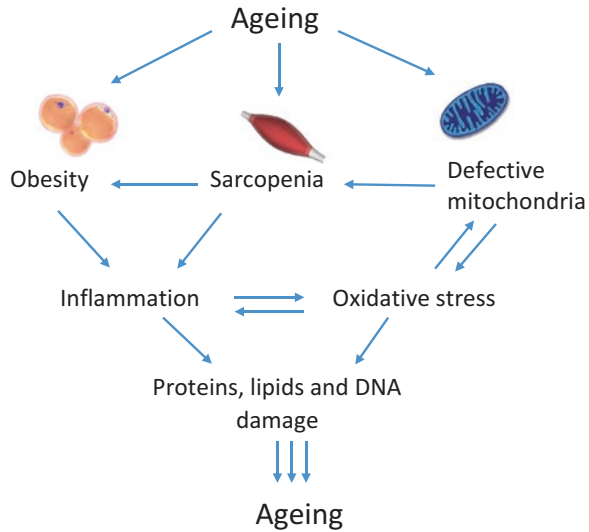 Ageing
Obesity
Sarcopenia
Defective
mitochondria
Inflammation
Oxidative stress
Proteins, lipids and DNA
damage
Ageing